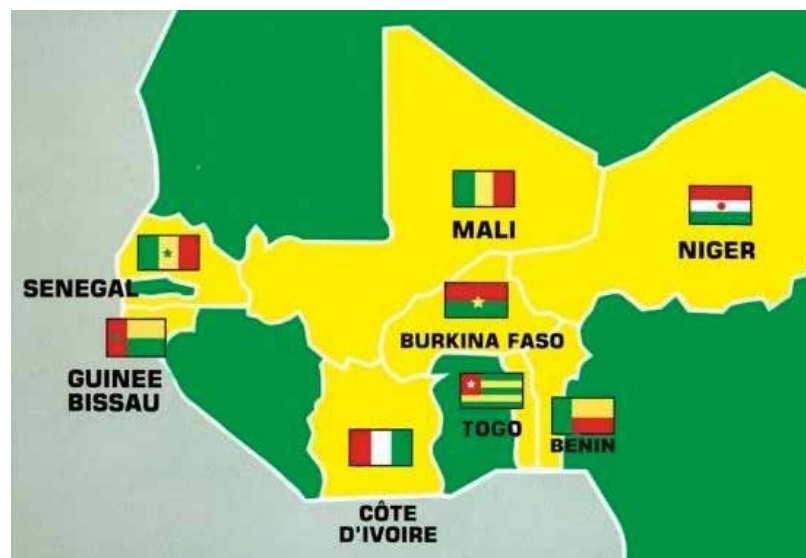 MALI
NIGER
SENEGAL
BURKINA FASO
GUINEE
BISSAU
TOGO
BENIN
CÔTE
D'IVOIRE